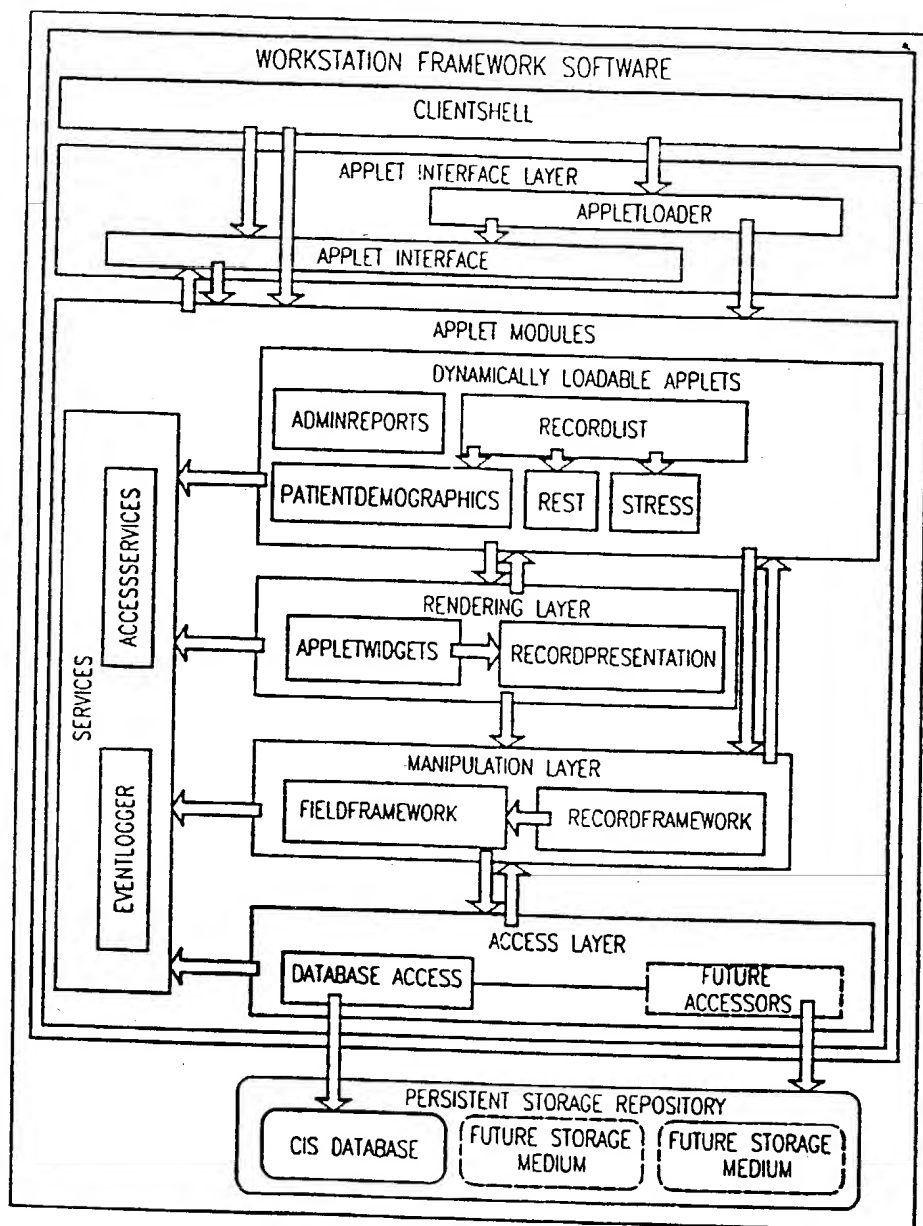 WORKSTATION FRAMEWORK SOFTWARE
CLIENTSHELL
APPLET INTERFACE LAYER
APPLETLOADER
APPLET INTERFACE
APPLET MODULES
DYNAMICALLY LOADABLE APPLETS
ADMINREPORTS
RECORDLIST
PATIENTDEMOGRAPHICS
REST
STRESS
SERVICES
ACCESSSERVICES
EVENTLOGGER
RENDERING LAYER
APPLETWIDGETS
RECORDPRESENTATION
MANIPULATION LAYER
FIELDFRAMEWORK
RECORDFRAMEWORK
ACCESS LAYER
DATABASE ACCESS
FUTURE
ACCESSORS
PERSISTENT STORAGE REPOSITORY
CIS DATABASE
FUTURE STORAGE
MEDIUM
FUTURE STORAGE
MEDIUM